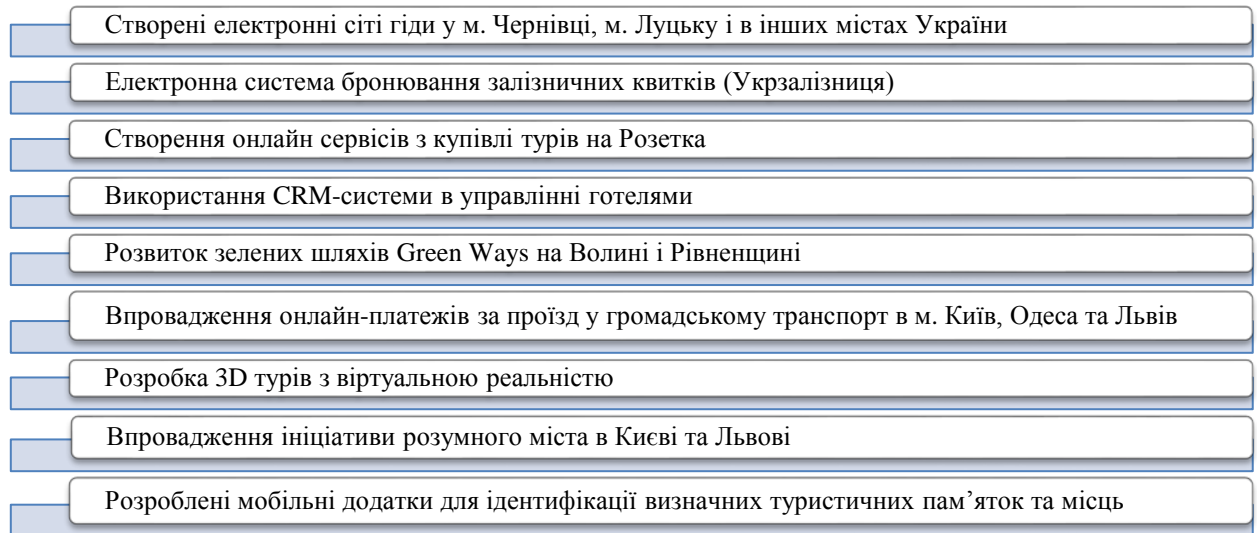 Створені електронні сіті гіди у м. Чернівці, м. Луцьку і в інших містах України
Електронна система бронювання залізничних квитків (Укрзалізниця)
Створення онлайн сервісів з купівлі турів на Розетка
Використання CRM-системи в управлінні готелями
Розвиток зелених шляхів Green Ways на Волині і Рівненщині
Впровадження онлайн-платежів за проїзд у громадському транспорт в м. Київ, Одеса та Львів
Розробка 3D турів з віртуальною реальністю
Впровадження ініціативи розумного міста в Києві та Львові
Розроблені мобільні додатки для ідентифікації визначних туристичних пам’яток та місць